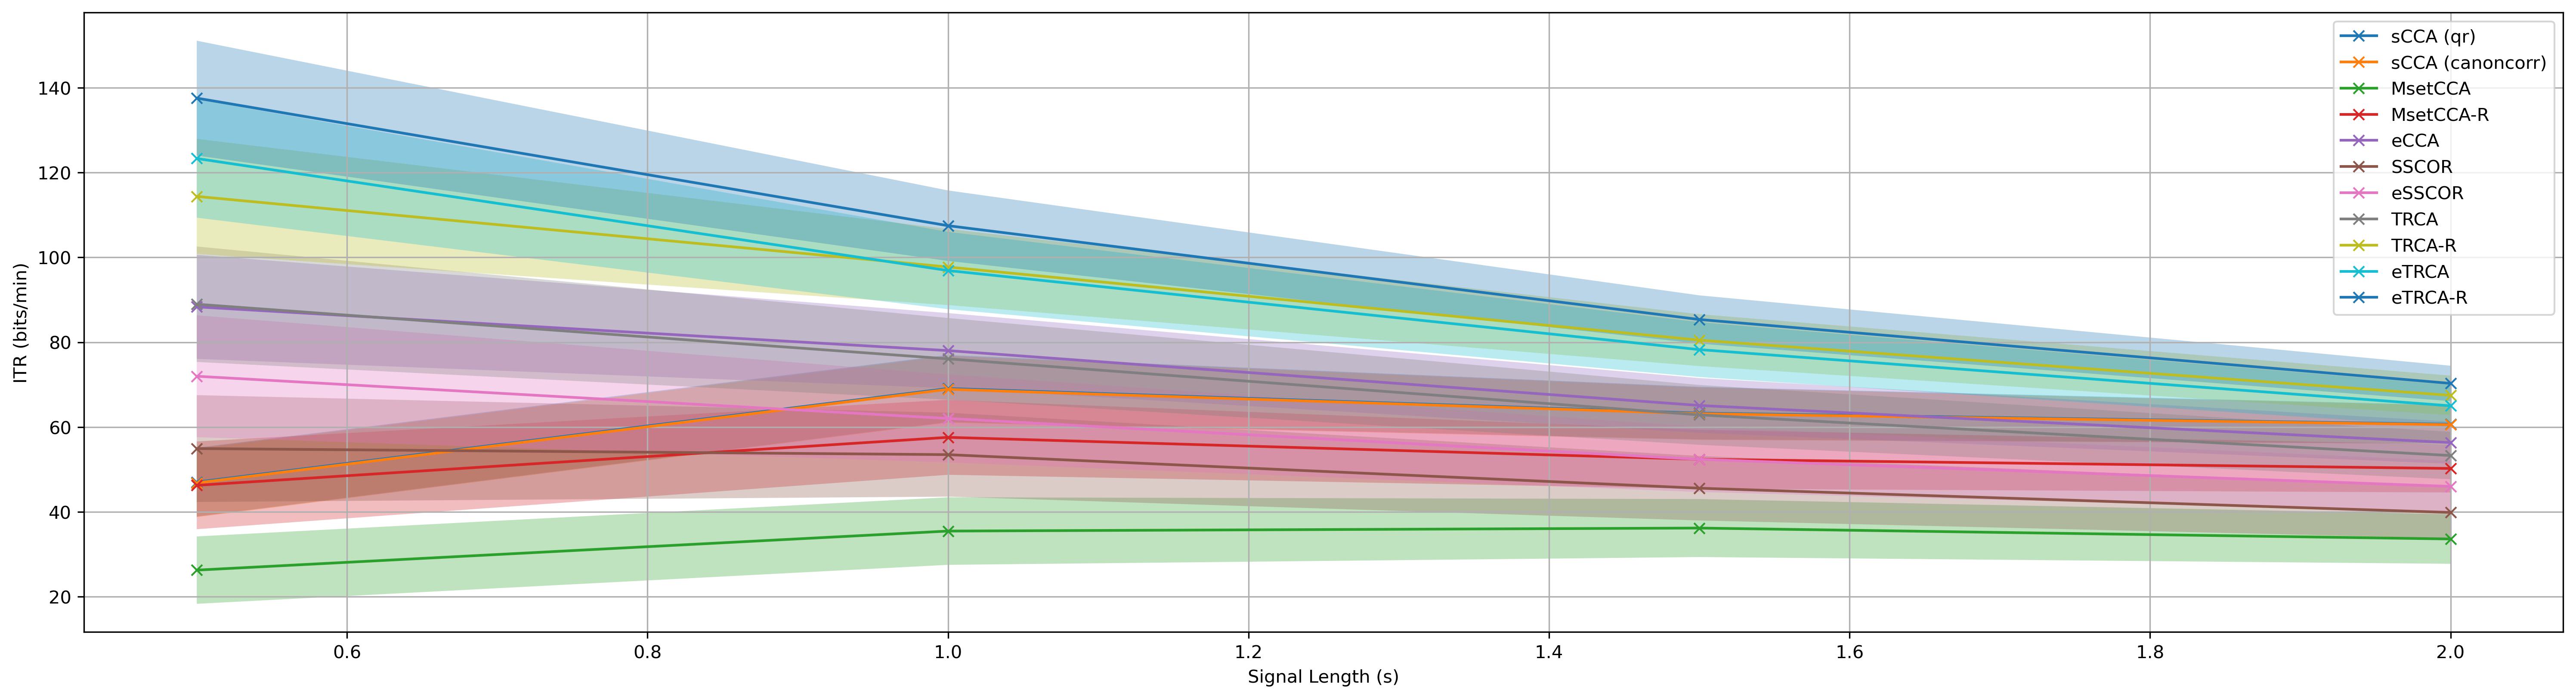 ITR (bits/min)
140
120
100
80
60
40
20
0.6
0.8
1.0
1.2
1.4
1.6
1.8
2.0
Signal Length (s)
sCCA (qr)
sCCA (canoncorr)
MsetCCA
MsetCCA-R
eCCA
SSCOR
eSSCOR
TRCA
TRCA-R
eTRCA
eTRCA-R